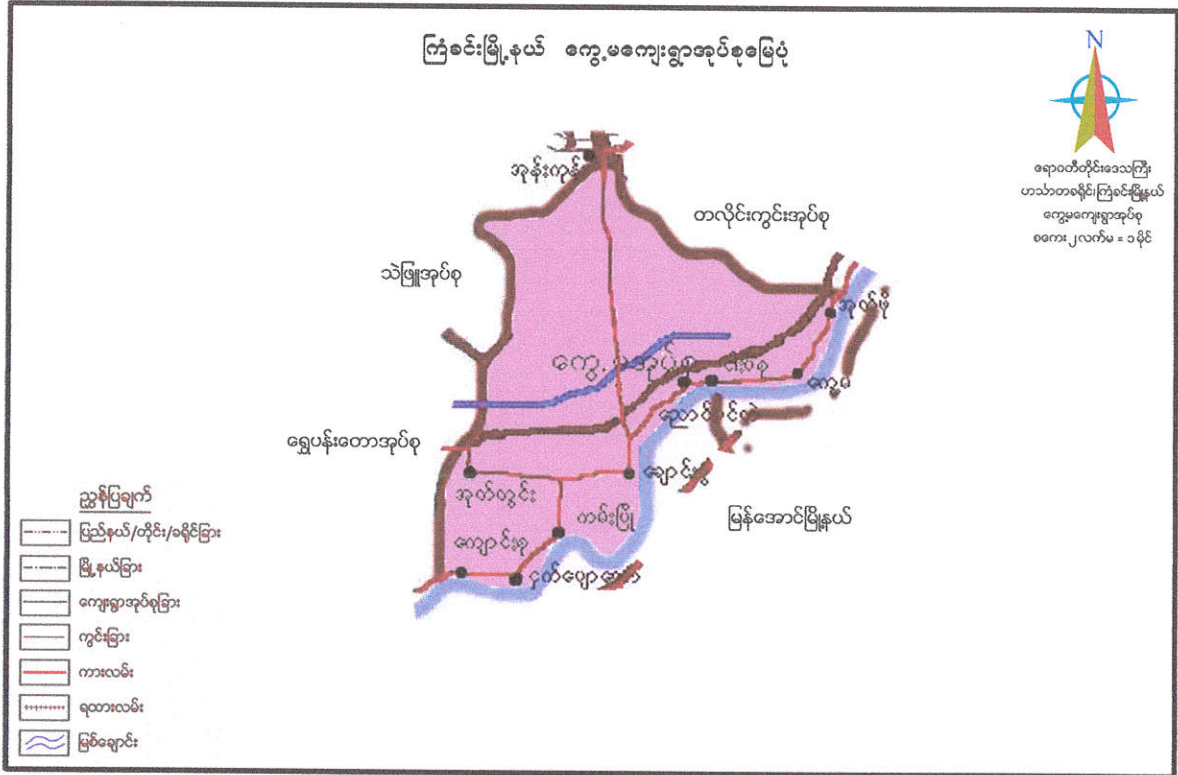 ကြံခင်းမြို့နယ် ကွေ့မကျေးရွာအုပ်စုမြေပုံ
N
ဧရာဝတီတိုင်းဒေသကြီး
ဟင်္သာတခရိုင်၊ကြံခင်းမြို့နယ်
ကွေ့မကျေးရွာအုပ်စု
စကေး ၂ လက်မ = ၁ မိုင်
အုန်းကုန်း
တလိုင်းကွင်းအုပ်စု
သဲဖြူအုပ်စု
အုတ်ဖို
ကွေ့မအုပ်စု
ကွေ့မ
ရွှေပန်းတောအုပ်စု
အုတ်တွင်း
ကမ်းပြို
မြန်အောင်မြို့နယ်
ကျောင်းစု
ညွှန်ပြချက်
ပြည်နယ်/တိုင်း/ခရိုင်ခြား
မြို့နယ်ခြား
ကျေးရွာအုပ်စုခြား
ကွင်းခြား
ကားလမ်း
ရထားလမ်း
မြစ်ချောင်း